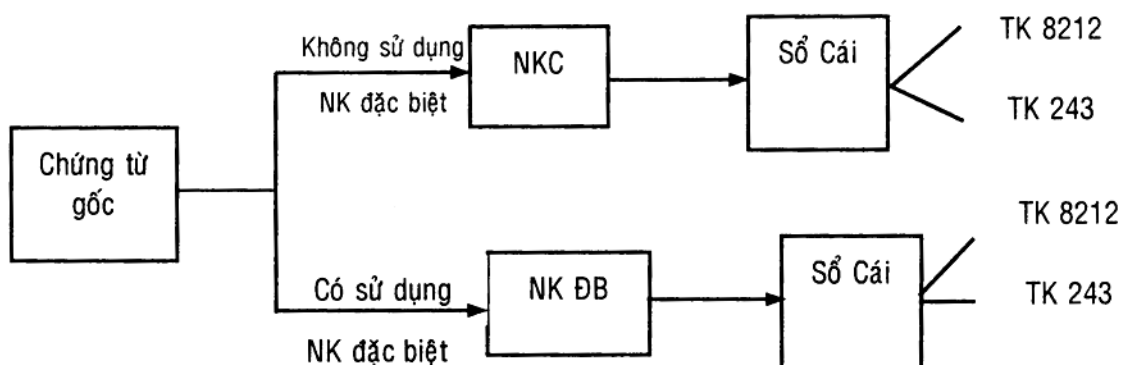 Không sử dụng
NK đặc biệt
NKC
Sổ Cái
TK 8212
TK 243
Chứng từ
gốc
Có sử dụng
NK đặc biệt
NK ĐB
Sổ Cái
TK 8212
TK 243